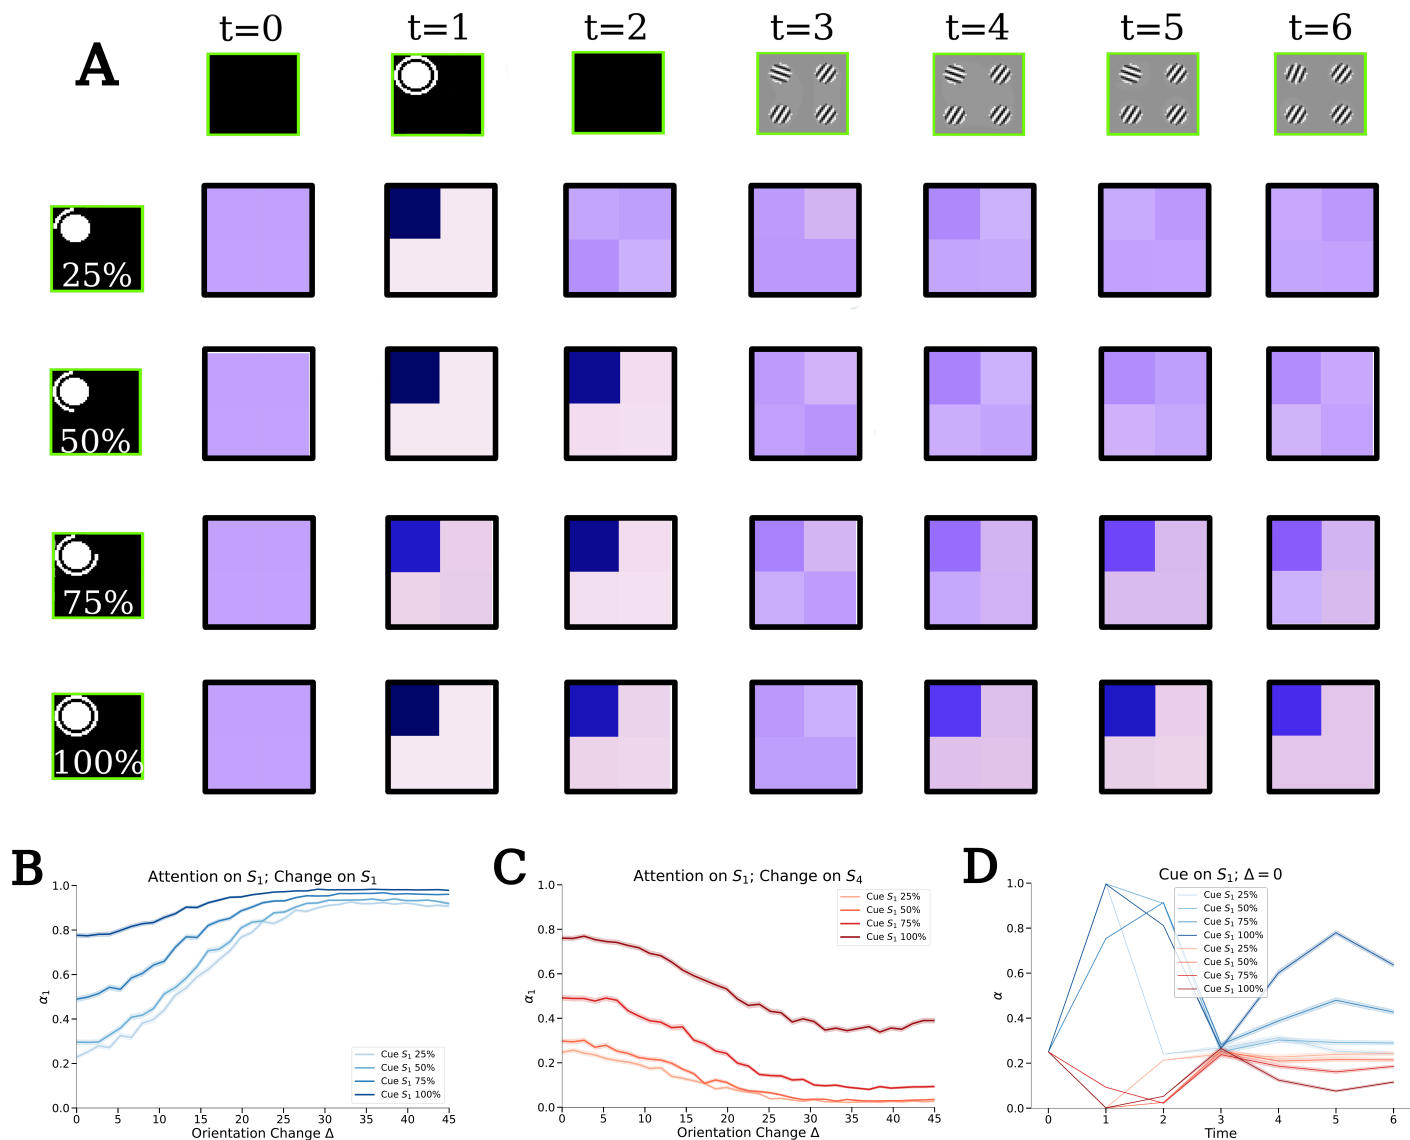 A
t=0 t=1 t=2 t=3 t=4 t=5 t=6
25%
50%
75%
100%
B
Attention on S₁; Change on S₁
α₁
1.0
0.8
0.6
0.4
0.2
0.0
Cue S₁ 25%
Cue S₁ 50%
Cue S₁ 75%
Cue S₁ 100%
0 5 10 15 20 25 30 35 40 45
Orientation Change Δ
C
Attention on S₁; Change on S₄
α₁
1.0
0.8
0.6
0.4
0.2
0.0
Cue S₁ 25%
Cue S₁ 50%
Cue S₁ 75%
Cue S₁ 100%
0 5 10 15 20 25 30 35 40 45
Orientation Change Δ
D
Cue on S₁; Δ = 0
α
1.0
0.8
0.6
0.4
0.2
0.0
Cue S₁ 25%
Cue S₁ 50%
Cue S₁ 75%
Cue S₁ 100%
Cue S₁ 25%
Cue S₁ 50%
Cue S₁ 75%
Cue S₁ 100%
0 1 2 3 4 5 6
Time